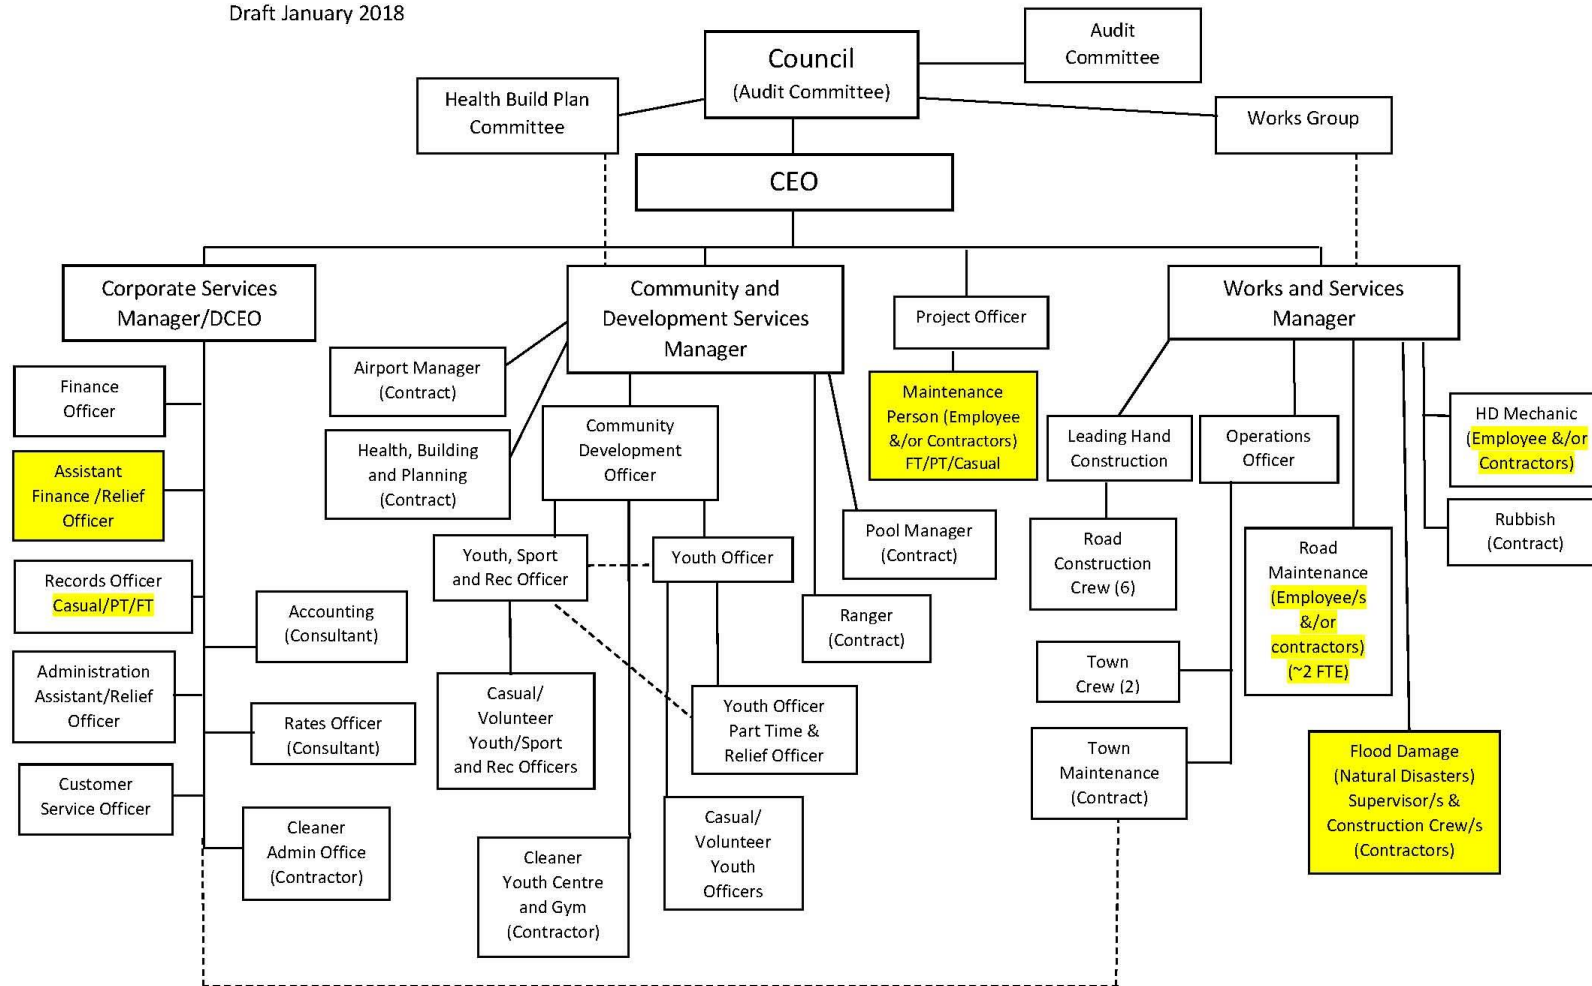 Draft January 2018
Council
(Audit Committee)
Audit
Committee
Health Build Plan
Committee
Works Group
CEO
Corporate Services
Manager/DCEO
Community and
Development Services
Manager
Project Officer
Works and Services
Manager
Finance
Officer
Assistant
Finance /Relief
Officer
Records Officer
Casual/PT/FT
Administration
Assistant/Relief
Officer
Customer
Service Officer
Accounting
(Consultant)
Rates Officer
(Consultant)
Cleaner
Admin Office
(Contractor)
Airport Manager
(Contract)
Health, Building
and Planning
(Contract)
Community
Development
Officer
Youth, Sport
and Rec Officer
Youth Officer
Casual/
Volunteer
Youth/Sport
and Rec Officers
Youth Officer
Part Time &
Relief Officer
Cleaner
Youth Centre
and Gym
(Contractor)
Casual/
Volunteer
Youth
Officers
Pool Manager
(Contract)
Ranger
(Contract)
Maintenance
Person (Employee
&/or Contractors)
FT/PT/Casual
Leading Hand
Construction
Operations
Officer
Road
Construction
Crew (6)
Town
Crew (2)
Town
Maintenance
(Contract)
Road
Maintenance
(Employee/s
&/or
contractors)
(~2 FTE)
HD Mechanic
(Employee &/or
Contractors)
Rubbish
(Contract)
Flood Damage
(Natural Disasters)
Supervisor/s &
Construction Crew/s
(Contractors)